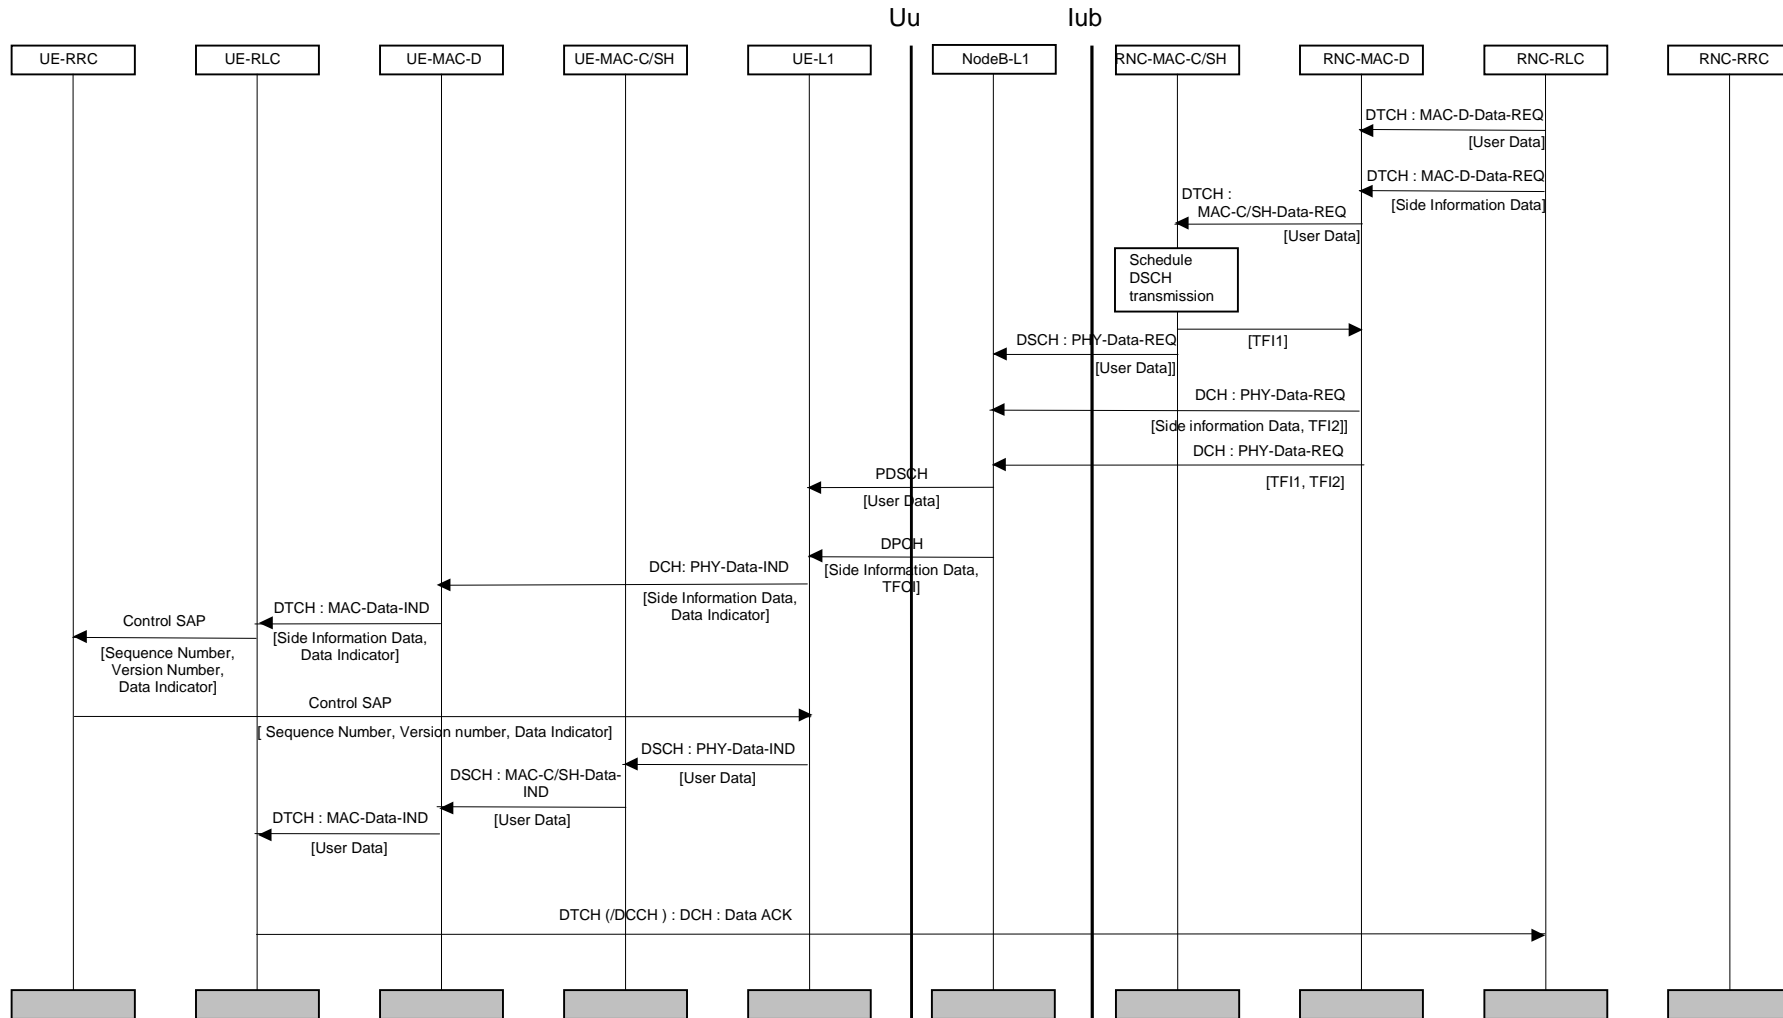 Uu
Iub
UE-RRC
UE-RLC
UE-MAC-D
UE-MAC-C/SH
UE-L1
NodeB-L1
RNC-MAC-C/SH
RNC-MAC-D
RNC-RLC
RNC-RRC
DTCH : MAC-D-Data-REQ
[User Data]
DTCH : MAC-D-Data-REQ
[Side Information Data]
DTCH :
MAC-C/SH-Data-REQ
[User Data]
Schedule
DSCH
transmission
[TFI1]
DSCH : PHY-Data-REQ
[User Data]]
DCH : PHY-Data-REQ
[Side information Data, TFI2]]
DCH : PHY-Data-REQ
[TFI1, TFI2]
PDSCH
[User Data]
DPCH
[Side Information Data,
TFCI]
DCH: PHY-Data-IND
[Side Information Data,
Data Indicator]
DTCH : MAC-Data-IND
[Side Information Data,
Data Indicator]
Control SAP
[Sequence Number,
Version Number,
Data Indicator]
Control SAP
[ Sequence Number, Version number, Data Indicator]
DSCH : PHY-Data-IND
[User Data]
DSCH : MAC-C/SH-Data-
IND
[User Data]
DTCH : MAC-Data-IND
[User Data]
DTCH (/DCCH ) : DCH : Data ACK